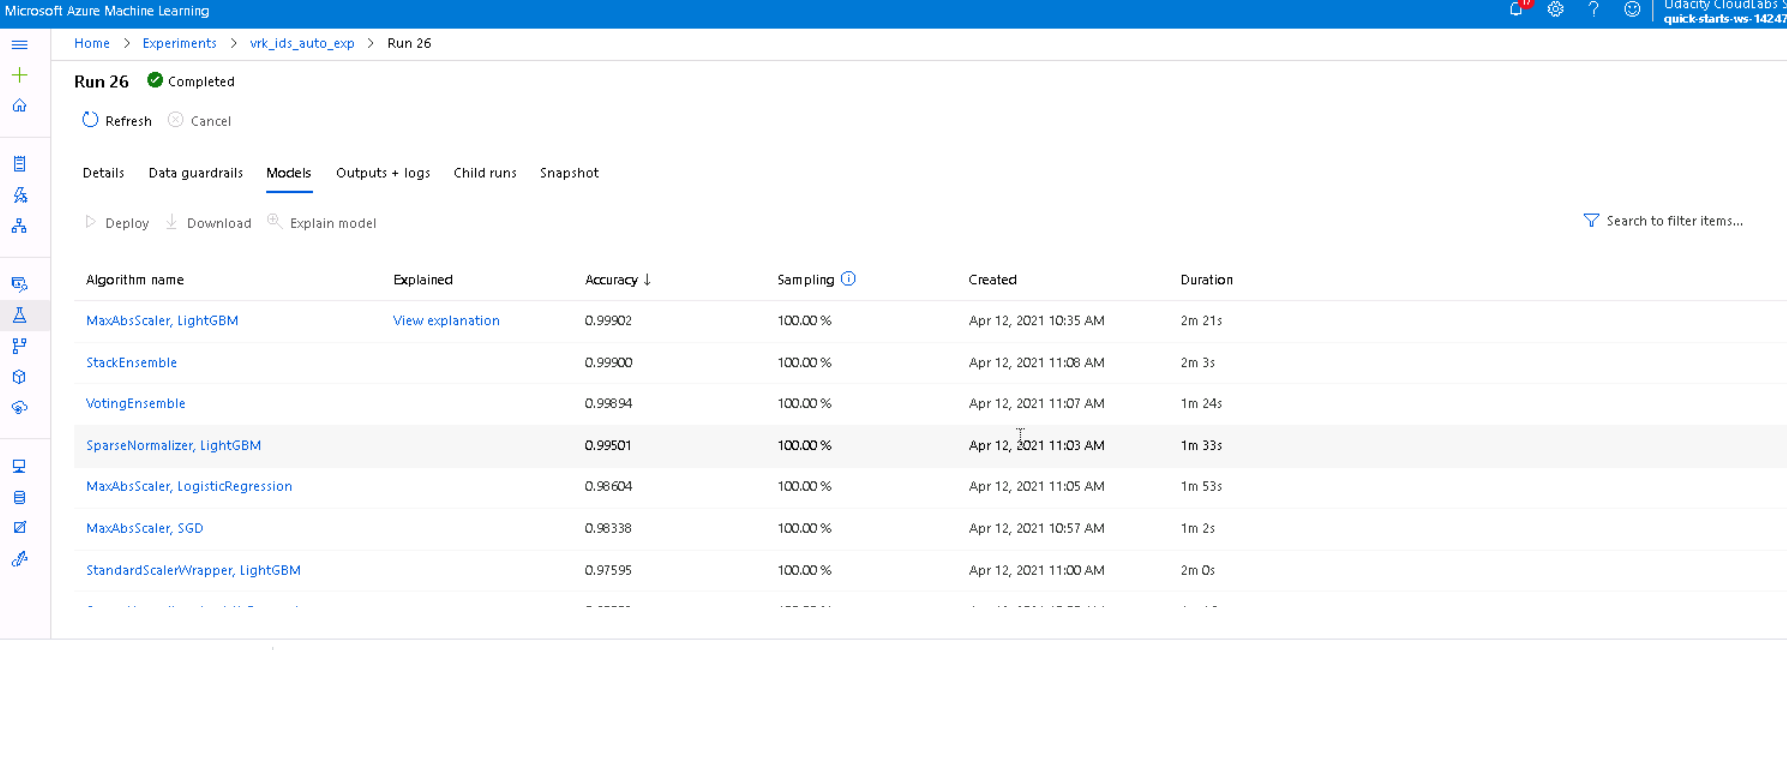 Microsoft Azure Machine Learning
17
Udacity CloudLabs
quick-starts-ws-14247
Home > Experiments > vrk_ids_auto_exp > Run 26
Run 26 Completed
Refresh Cancel
Details Data guardrails Models Outputs + logs Child runs Snapshot
Deploy Download Explain model Search to filter items...
Algorithm name Explained Accuracy ↓ Sampling Created Duration
MaxAbsScaler, LightGBM View explanation 0.99902 100.00 % Apr 12, 2021 10:35 AM 2m 21s
StackEnsemble 0.99900 100.00 % Apr 12, 2021 11:08 AM 2m 3s
VotingEnsemble 0.99894 100.00 % Apr 12, 2021 11:07 AM 1m 24s
SparseNormalizer, LightGBM 0.99501 100.00 % Apr 12, 2021 11:03 AM 1m 33s
MaxAbsScaler, LogisticRegression 0.98604 100.00 % Apr 12, 2021 11:05 AM 1m 53s
MaxAbsScaler, SGD 0.98338 100.00 % Apr 12, 2021 10:57 AM 1m 2s
StandardScalerWrapper, LightGBM 0.97595 100.00 % Apr 12, 2021 11:00 AM 2m 0s